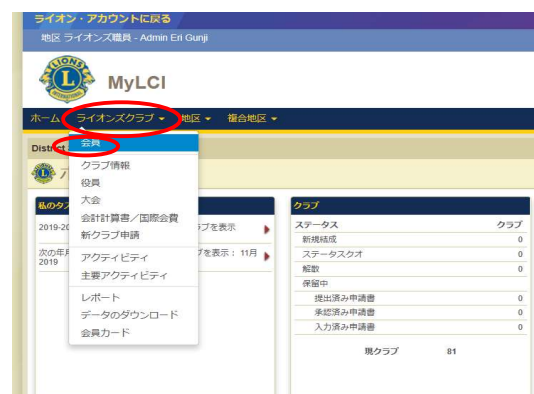 ライオン・アカウントに戻る
地区 ライオンズ職員 - Admin Eri Gunji
LIONS
L
INTERNATIONAL
MyLCI
ホーム ライオンズクラブ 地区 複合地区
会員
District
クラブ情報
役員
大会
会計計算書／国際会費
新クラブ申請
アクティビティ
主要アクティビティ
レポート
データのダウンロード
会員カード
ア
私のタス
2019-20
ブを表示
次の年月
2019
ブを表示： 11月
クラブ
ステータス クラブ
新規結成 0
ステータスクオ 0
解散 0
保留中
提出済み申請書 0
承認済み申請書 0
入力済み申請書 0
現クラブ 81